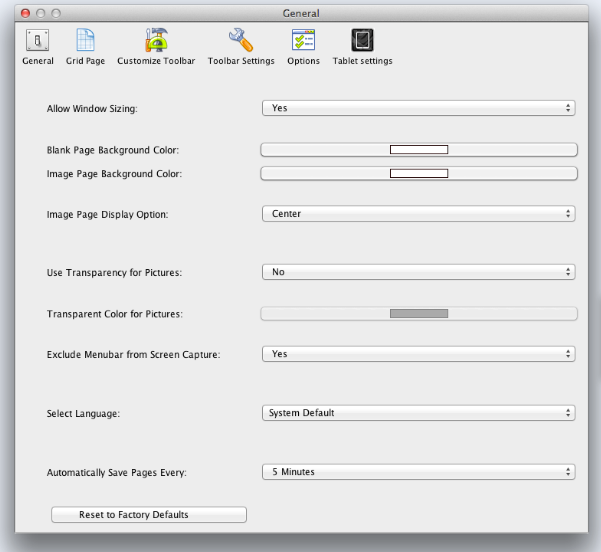 General
General Grid Page Customize Toolbar Toolbar Settings Options Tablet settings
Allow Window Sizing: Yes
Blank Page Background Color:
Image Page Background Color:
Image Page Display Option: Center
Use Transparency for Pictures: No
Transparent Color for Pictures:
Exclude Menubar from Screen Capture: Yes
Select Language: System Default
Automatically Save Pages Every: 5 Minutes
Reset to Factory Defaults